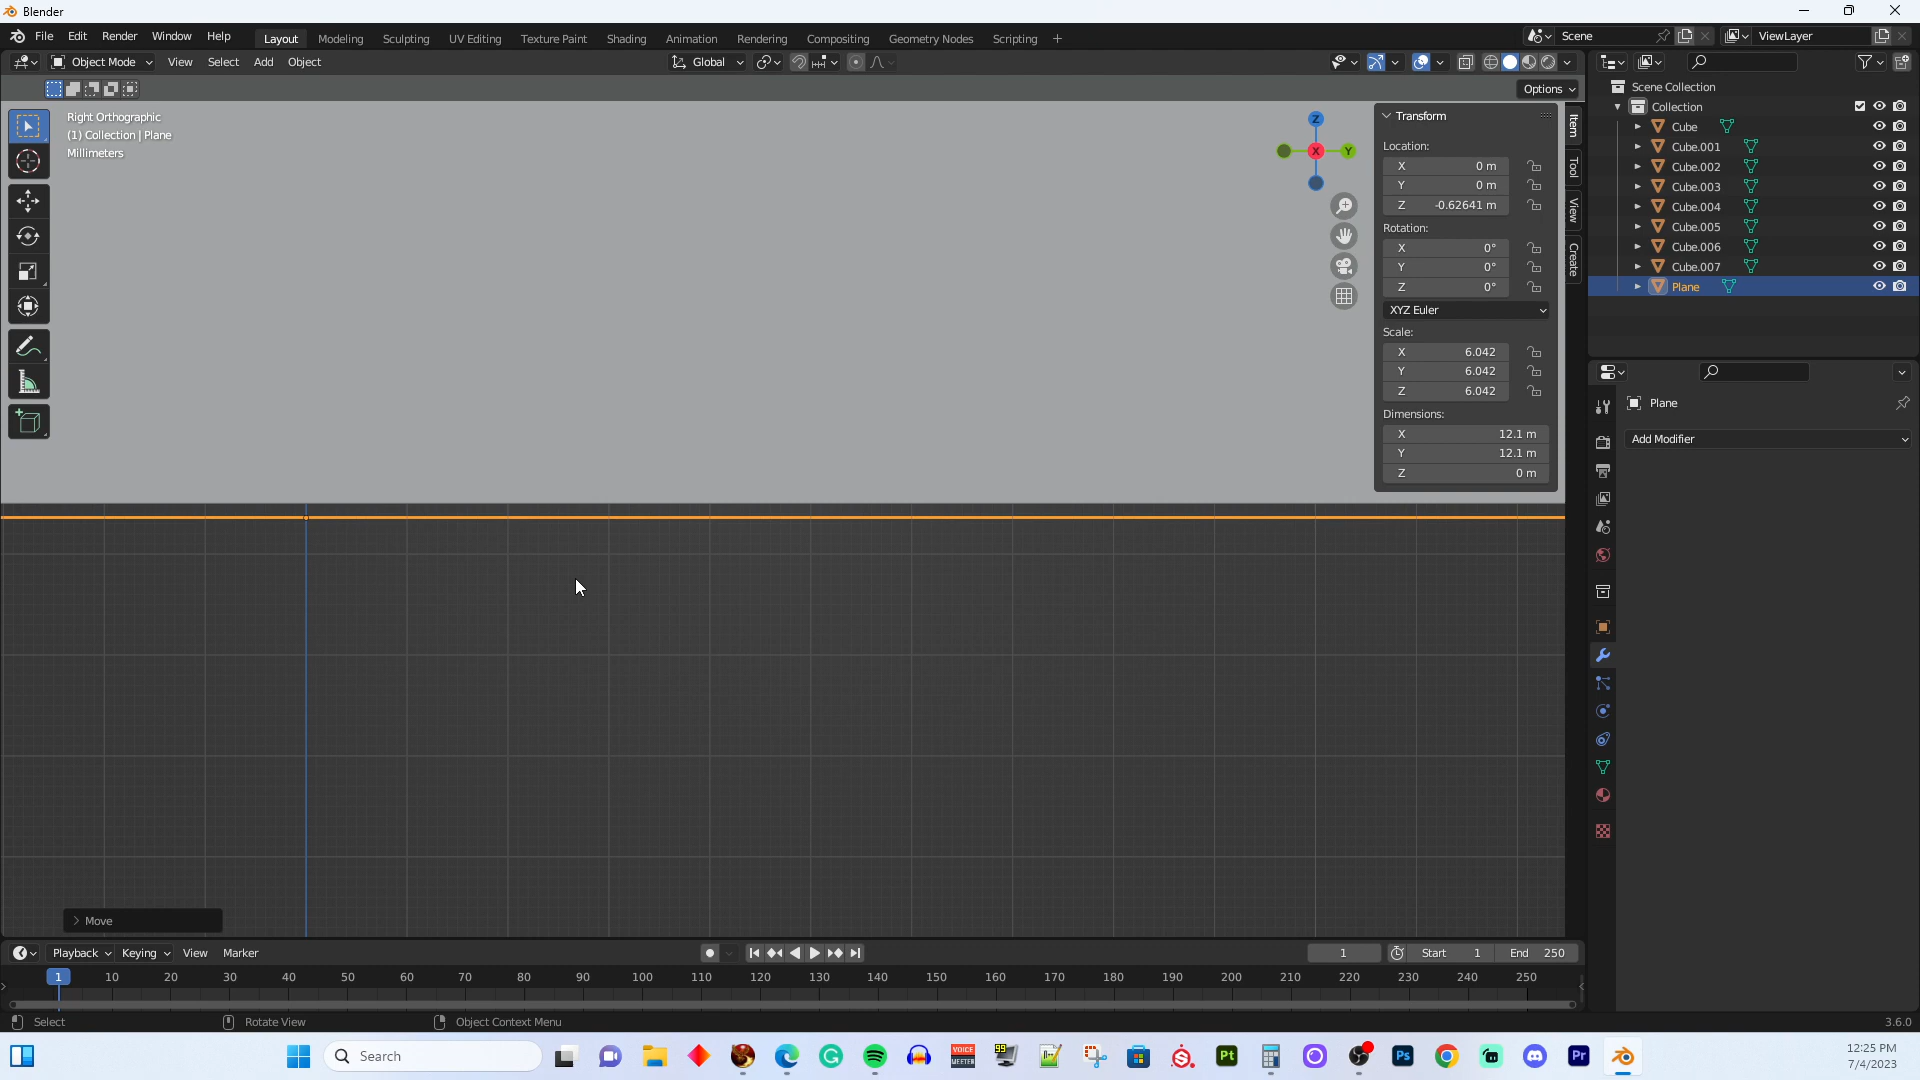 Blender
File Edit Render Window Help Layout Modeling Sculpting UV Editing Texture Paint Shading Animation Rendering Compositing Geometry Nodes Scripting + Scene ViewLayer
Object Mode View Select Add Object Global
Options
Right Orthographic
(1) Collection | Plane
Millimeters
Z
X
Y
Transform
Location:
X 0 m
Y 0 m
Z -0.62641 m
Rotation:
X 0°
Y 0°
Z 0°
XYZ Euler
Scale:
X 6.042
Y 6.042
Z 6.042
Dimensions:
X 12.1 m
Y 12.1 m
Z 0 m
Item
Tool
View
Create
Scene Collection
Collection
Cube
Cube.001
Cube.002
Cube.003
Cube.004
Cube.005
Cube.006
Cube.007
Plane
Plane
Add Modifier
> Move
Playback Keying View Marker 1 Start 1 End 250
1 10 20 30 40 50 60 70 80 90 100 110 120 130 140 150 160 170 180 190 200 210 220 230 240 250
Select Rotate View Object Context Menu 3.6.0
Search
VOICE
MEETER
99
Pt
Ps
Pr
12:25 PM
7/4/2023